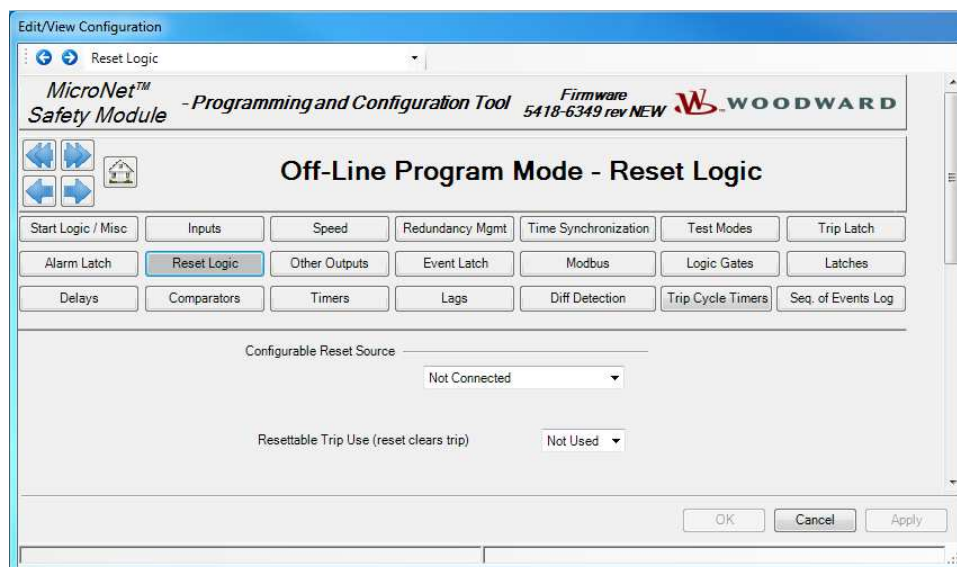 Edit/View Configuration
Reset Logic
MicroNet™ Safety Module - Programming and Configuration Tool Firmware 5418-6349 rev NEW WOODWARD
Off-Line Program Mode - Reset Logic
Start Logic / Misc Inputs Speed Redundancy Mgmt Time Synchronization Test Modes Trip Latch
Alarm Latch Reset Logic Other Outputs Event Latch Modbus Logic Gates Latches
Delays Comparators Timers Lags Diff Detection Trip Cycle Timers Seq. of Events Log
Configurable Reset Source
Not Connected
Resettable Trip Use (reset clears trip) Not Used
OK Cancel Apply